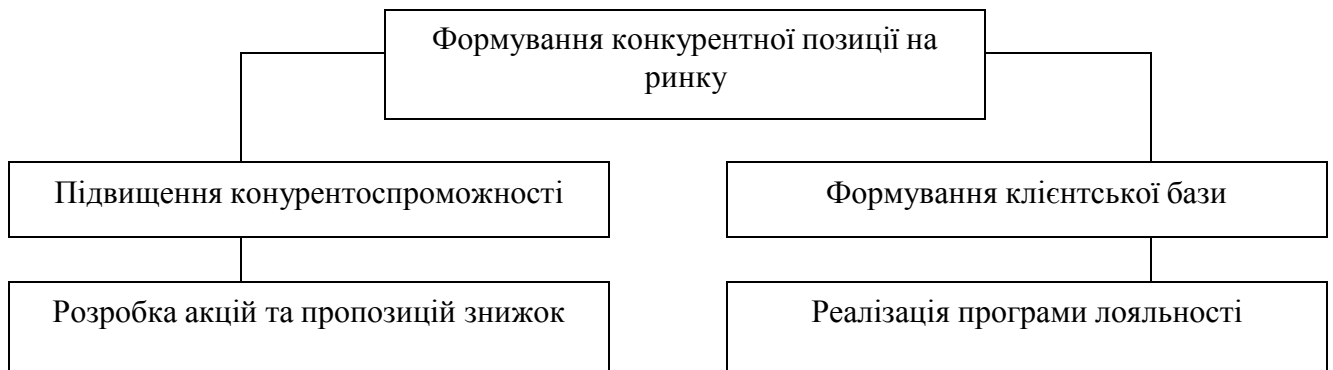 Формування конкурентної позиції на
ринку
Підвищення конурентоспроможності
Формування клієнтської бази
Розробка акцій та пропозицій знижок
Реалізація програми лояльності